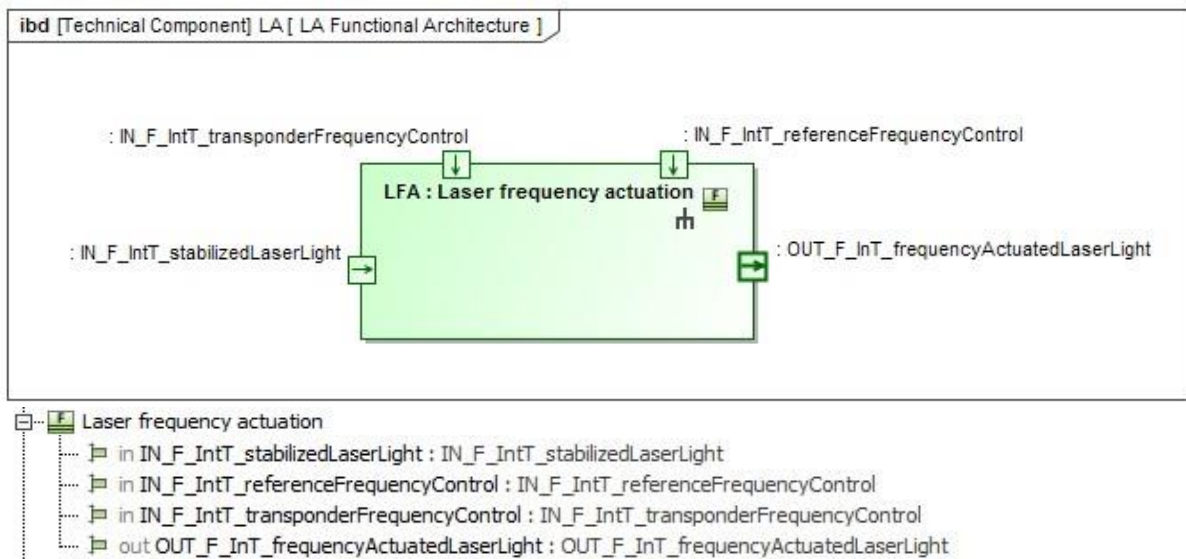 ibd [Technical Component] LA [ LA Functional Architecture ]
: IN_F_IntT_transponderFrequencyControl
: IN_F_IntT_referenceFrequencyControl
LFA : Laser frequency actuation
F
: IN_F_IntT_stabilizedLaserLight
: OUT_F_InT_frequencyActuatedLaserLight
F Laser frequency actuation
in IN_F_IntT_stabilizedLaserLight : IN_F_IntT_stabilizedLaserLight
in IN_F_IntT_referenceFrequencyControl : IN_F_IntT_referenceFrequencyControl
in IN_F_IntT_transponderFrequencyControl : IN_F_IntT_transponderFrequencyControl
out OUT_F_InT_frequencyActuatedLaserLight : OUT_F_InT_frequencyActuatedLaserLight